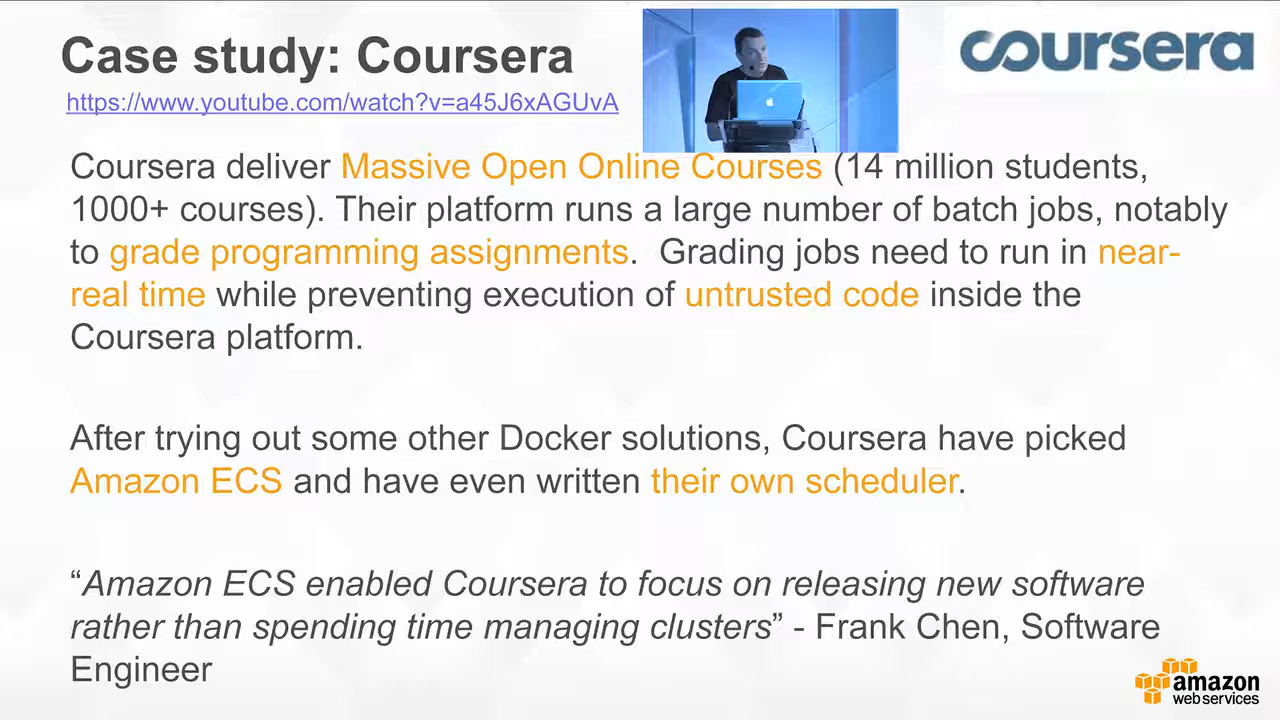 Case study: Coursera
coursera
https://www.youtube.com/watch?v=a45J6xAGUvA
Coursera deliver Massive Open Online Courses (14 million students,
1000+ courses). Their platform runs a large number of batch jobs, notably
to grade programming assignments.  Grading jobs need to run in near-
real time while preventing execution of untrusted code inside the
Coursera platform.
After trying out some other Docker solutions, Coursera have picked
Amazon ECS and have even written their own scheduler.
“Amazon ECS enabled Coursera to focus on releasing new software
rather than spending time managing clusters” - Frank Chen, Software
Engineer
amazon
web services